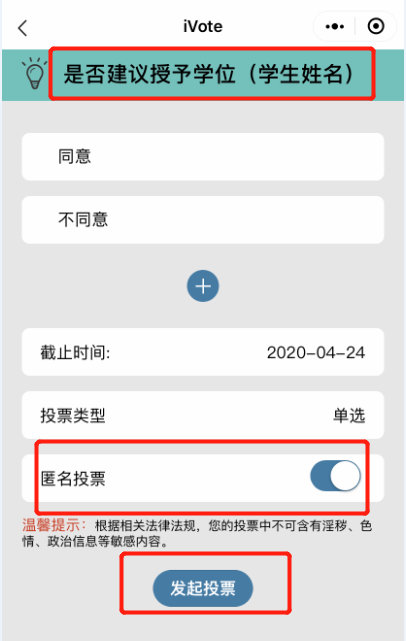 iVote
是否建议授予学位（学生姓名）
同意
不同意
截止时间:
2020-04-24
投票类型
单选
匿名投票
温馨提示：根据相关法律法规，您的投票中不可含有淫秽、色
情、政治信息等敏感内容。
发起投票